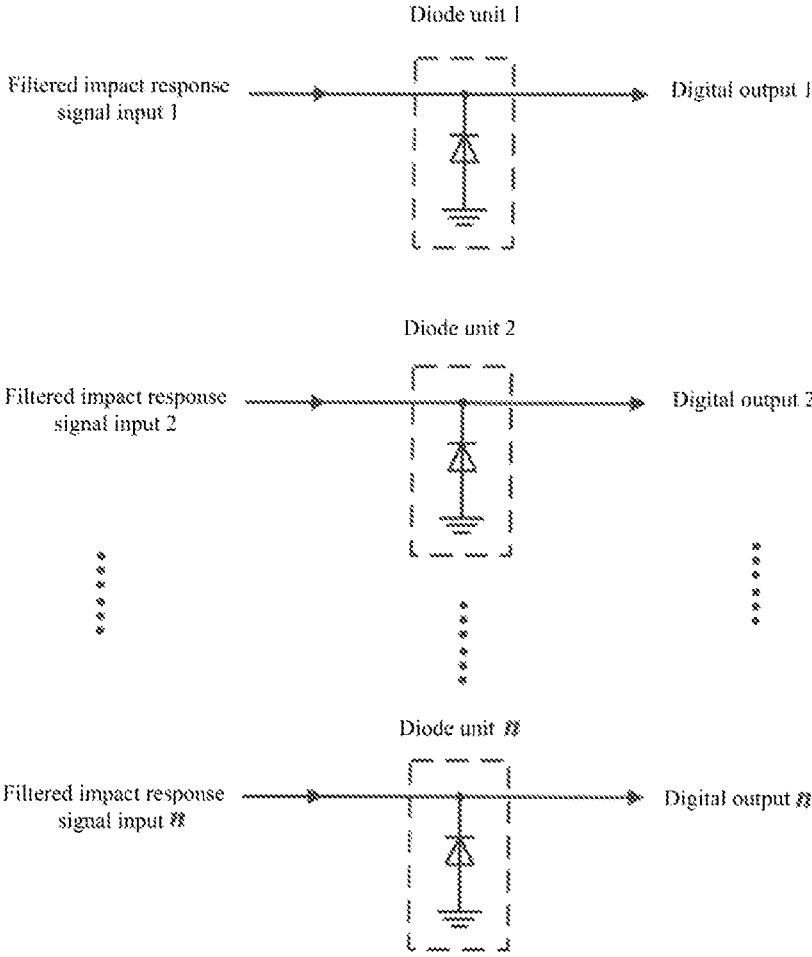 Diode unit 1
Filtered impact response
signal input 1
Digital output 1
Diode unit 2
Filtered impact response
signal input 2
Digital output 2
Diode unit n
Filtered impact response
signal input n
Digital output n